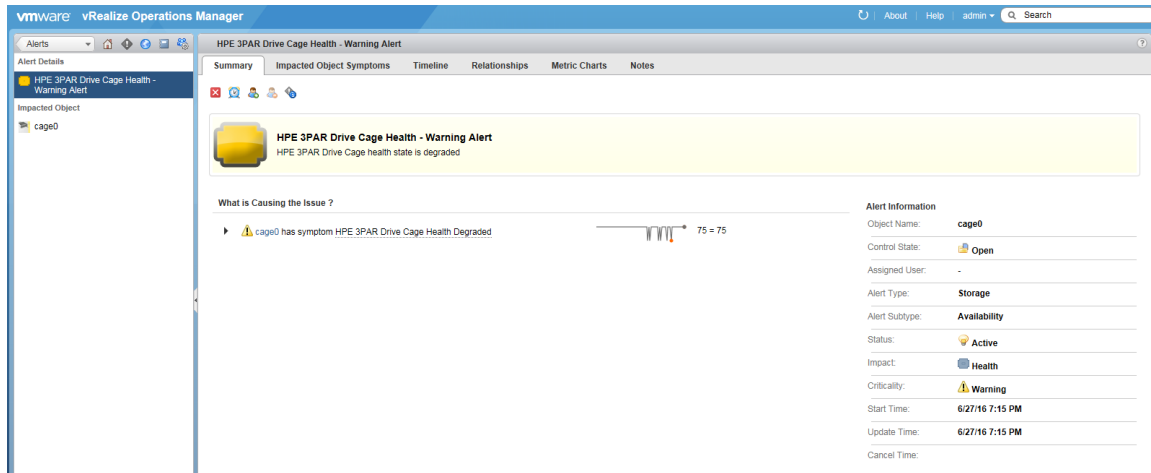 vmware vRealize Operations Manager
About Help admin Search
Alerts
Alert Details
HPE 3PAR Drive Cage Health -
Warning Alert
Impacted Object
cage0
HPE 3PAR Drive Cage Health - Warning Alert
?
Summary Impacted Object Symptoms Timeline Relationships Metric Charts Notes
HPE 3PAR Drive Cage Health - Warning Alert
HPE 3PAR Drive Cage health state is degraded
What is Causing the Issue ?
cage0 has symptom HPE 3PAR Drive Cage Health Degraded 75 = 75
Alert Information
Object Name: cage0
Control State: Open
Assigned User: -
Alert Type: Storage
Alert Subtype: Availability
Status: Active
Impact: Health
Criticality: Warning
Start Time: 6/27/16 7:15 PM
Update Time: 6/27/16 7:15 PM
Cancel Time: